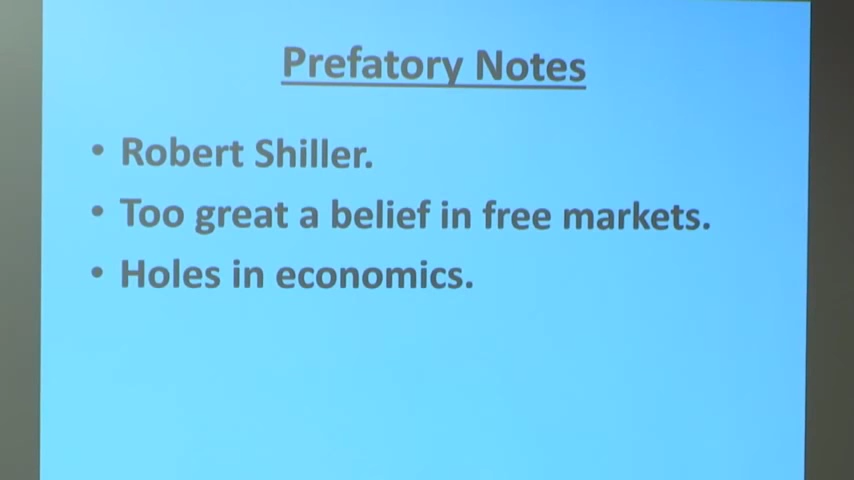 Prefatory Notes
• Robert Shiller.
• Too great a belief in free markets.
• Holes in economics.